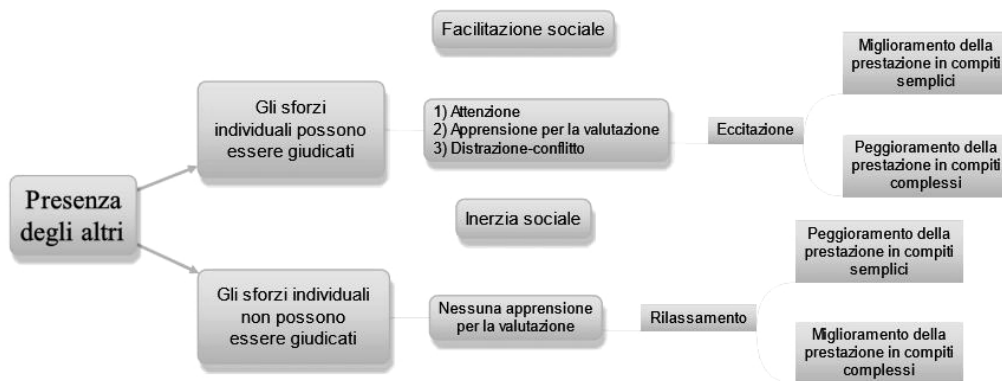 Facilitazione sociale
Miglioramento della
prestazione in compiti
semplici
Gli sforzi
individuali possono
essere giudicati
1) Attenzione
2) Apprensione per la valutazione
3) Distrazione-conflitto
Eccitazione
Peggioramento della
prestazione in compiti
complessi
Presenza
degli altri
Inerzia sociale
Peggioramento della
prestazione in compiti
semplici
Gli sforzi individuali
non possono
essere giudicati
Nessuna apprensione
per la valutazione
Rilassamento
Miglioramento della
prestazione in compiti
complessi